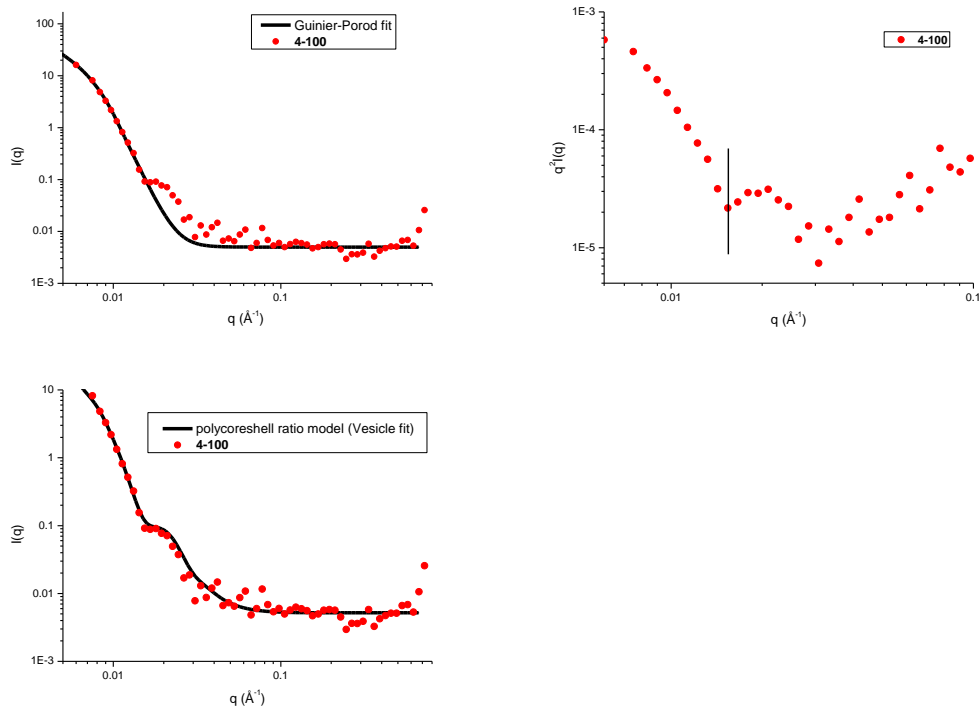 100
10
1
0.1
0.01
1E-3
I(q)
0.01
0.1
q (Å⁻¹)
Guinier-Porod fit
4-100
1E-3
1E-4
1E-5
q²I(q)
0.01
0.1
q (Å⁻¹)
4-100
10
1
0.1
0.01
1E-3
I(q)
0.01
0.1
q (Å⁻¹)
polycoreshell ratio model (Vesicle fit)
4-100